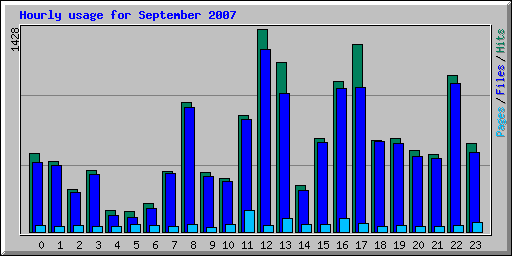 Hourly usage for September 2007
1428
Pages / Files / Hits
0 1 2 3 4 5 6 7 8 9 10 11 12 13 14 15 16 17 18 19 20 21 22 23